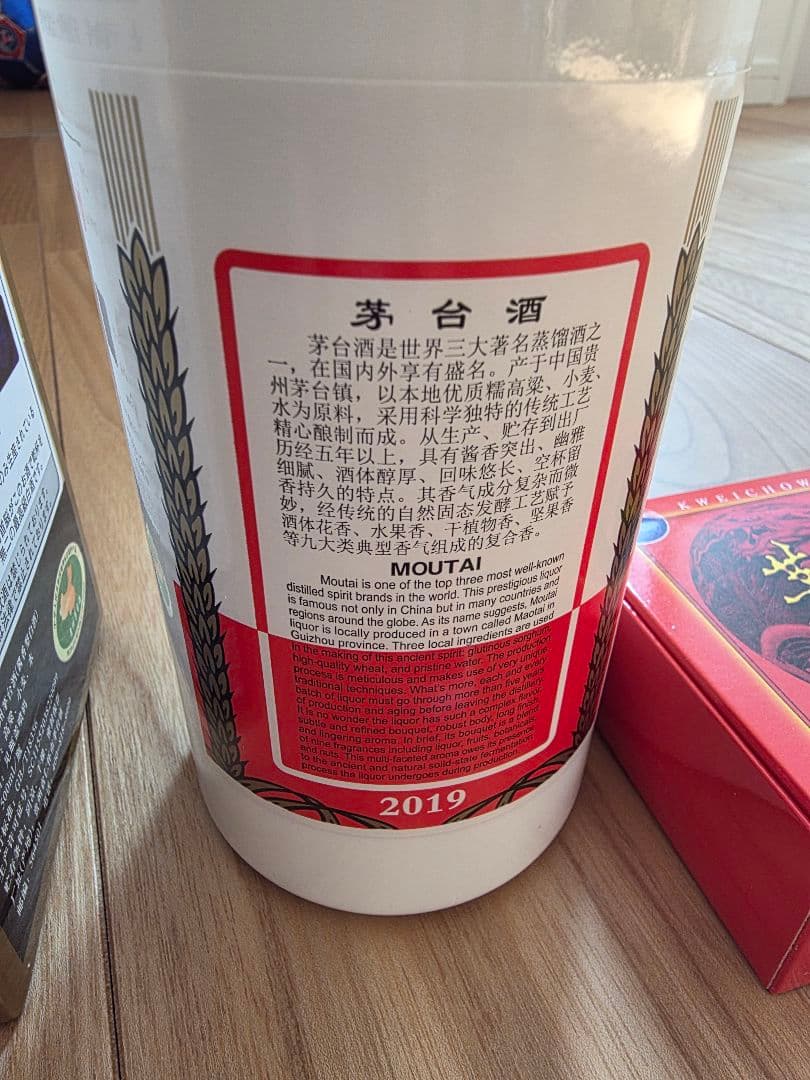 茅台酒
茅台酒是世界三大著名蒸馏酒之
一，在国内外享有盛名。产于中国贵
州茅台镇，以本地优质糯高粱、小麦、
水为原料，采用科学独特的传统工艺
精心酿制而成。从生产、贮存到出厂
历经五年以上，具有酱香突出、幽雅
细腻、酒体醇厚、回味悠长、空杯留
香持久的特点。其香气成分复杂而微
妙，经传统的自然固态发酵工艺赋予
酒体花香、水果香、干植物香、坚果香
等九大类典型香气组成的复合香。
MOUTAI
Moutai is one of the top three most well-known
distilled spirit brands in the world. This prestigious liquor
is famous not only in China but in many countries and
regions around the globe. As its name suggests, Moutai
liquor is locally produced in a town called Maotai in
Guizhou province. Three local ingredients are used
in the making of this ancient spirit: glutinous sorghum,
high-quality wheat, and pristine water. The production
process is meticulous and makes use of very unique
traditional techniques. What's more, each and every
batch of liquor must go through more than five years
of production and aging before leaving the distillery.
It is no wonder the liquor has such a complex flavor,
subtle and refined bouquet, robust body, long finish,
and lingering aroma. In brief, its bouquet is a blend
of nine fragrances including liquor, fruits, botanicals,
and nuts. This multi-faceted aroma owes its presence
to the ancient and natural solid-state fermentation
process the liquor undergoes during production.
2019
KWEICHOW